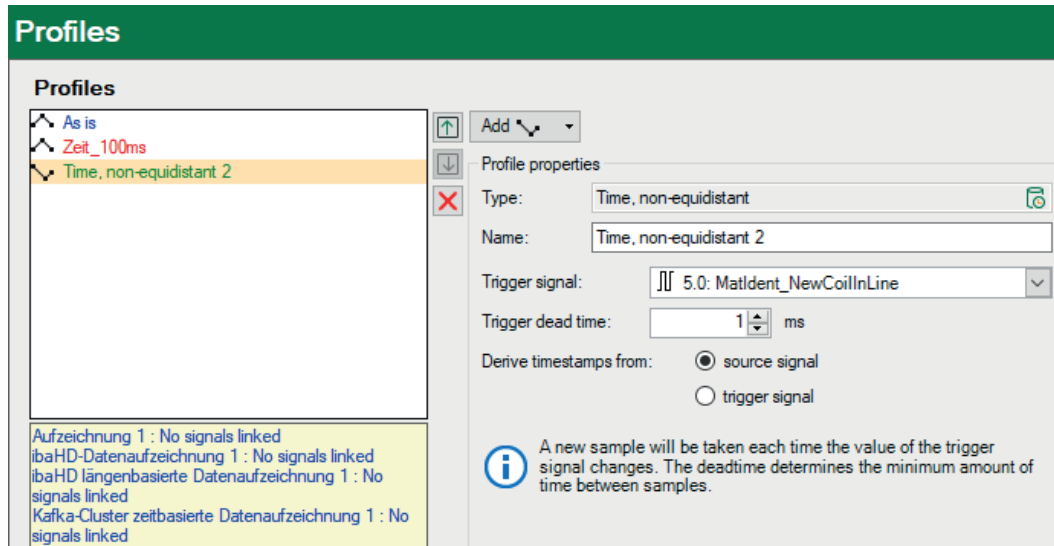 Profiles
Profiles
As is
Zeit_100ms
Time, non-equidistant 2
Aufzeichnung 1 : No signals linked
ibaHD-Datenaufzeichnung 1 : No signals linked
ibaHD längenbasierte Datenaufzeichnung 1 : No
signals linked
Kafka-Cluster zeitbasierte Datenaufzeichnung 1 : No
signals linked
Add
Profile properties
Type: Time, non-equidistant
Name: Time, non-equidistant 2
Trigger signal: 5.0: MatIdent_NewCoilInLine
Trigger dead time: 1 ms
Derive timestamps from: source signal
trigger signal
A new sample will be taken each time the value of the trigger
signal changes. The deadtime determines the minimum amount of
time between samples.